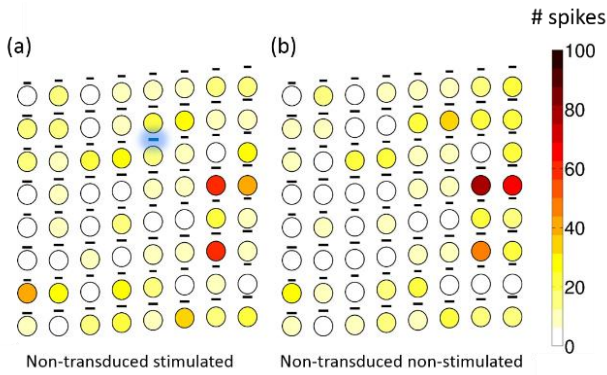 # spikes
(a)
(b)
100
80
60
40
20
0
Non-transduced stimulated
Non-transduced non-stimulated